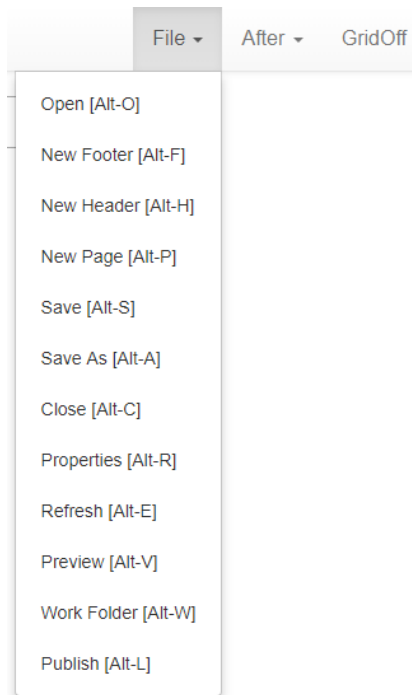 File After GridOff
Open [Alt-O]
New Footer [Alt-F]
New Header [Alt-H]
New Page [Alt-P]
Save [Alt-S]
Save As [Alt-A]
Close [Alt-C]
Properties [Alt-R]
Refresh [Alt-E]
Preview [Alt-V]
Work Folder [Alt-W]
Publish [Alt-L]